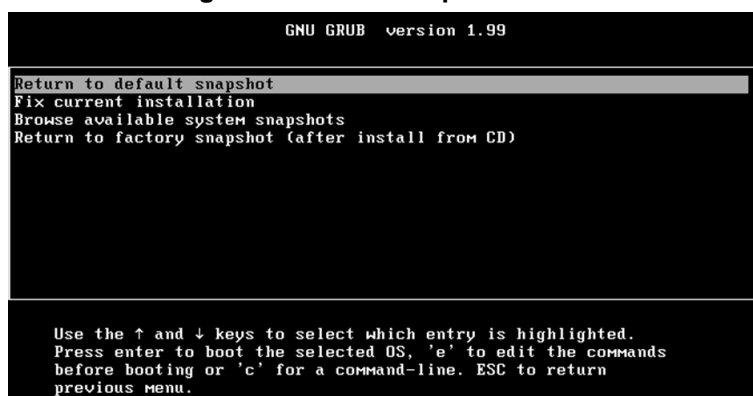 GNU GRUB version 1.99
Return to default snapshot
Fix current installation
Browse available system snapshots
Return to factory snapshot (after install from CD)
Use the ↑ and ↓ keys to select which entry is highlighted.
Press enter to boot the selected OS, 'e' to edit the commands
before booting or 'c' for a command-line. ESC to return
previous menu.